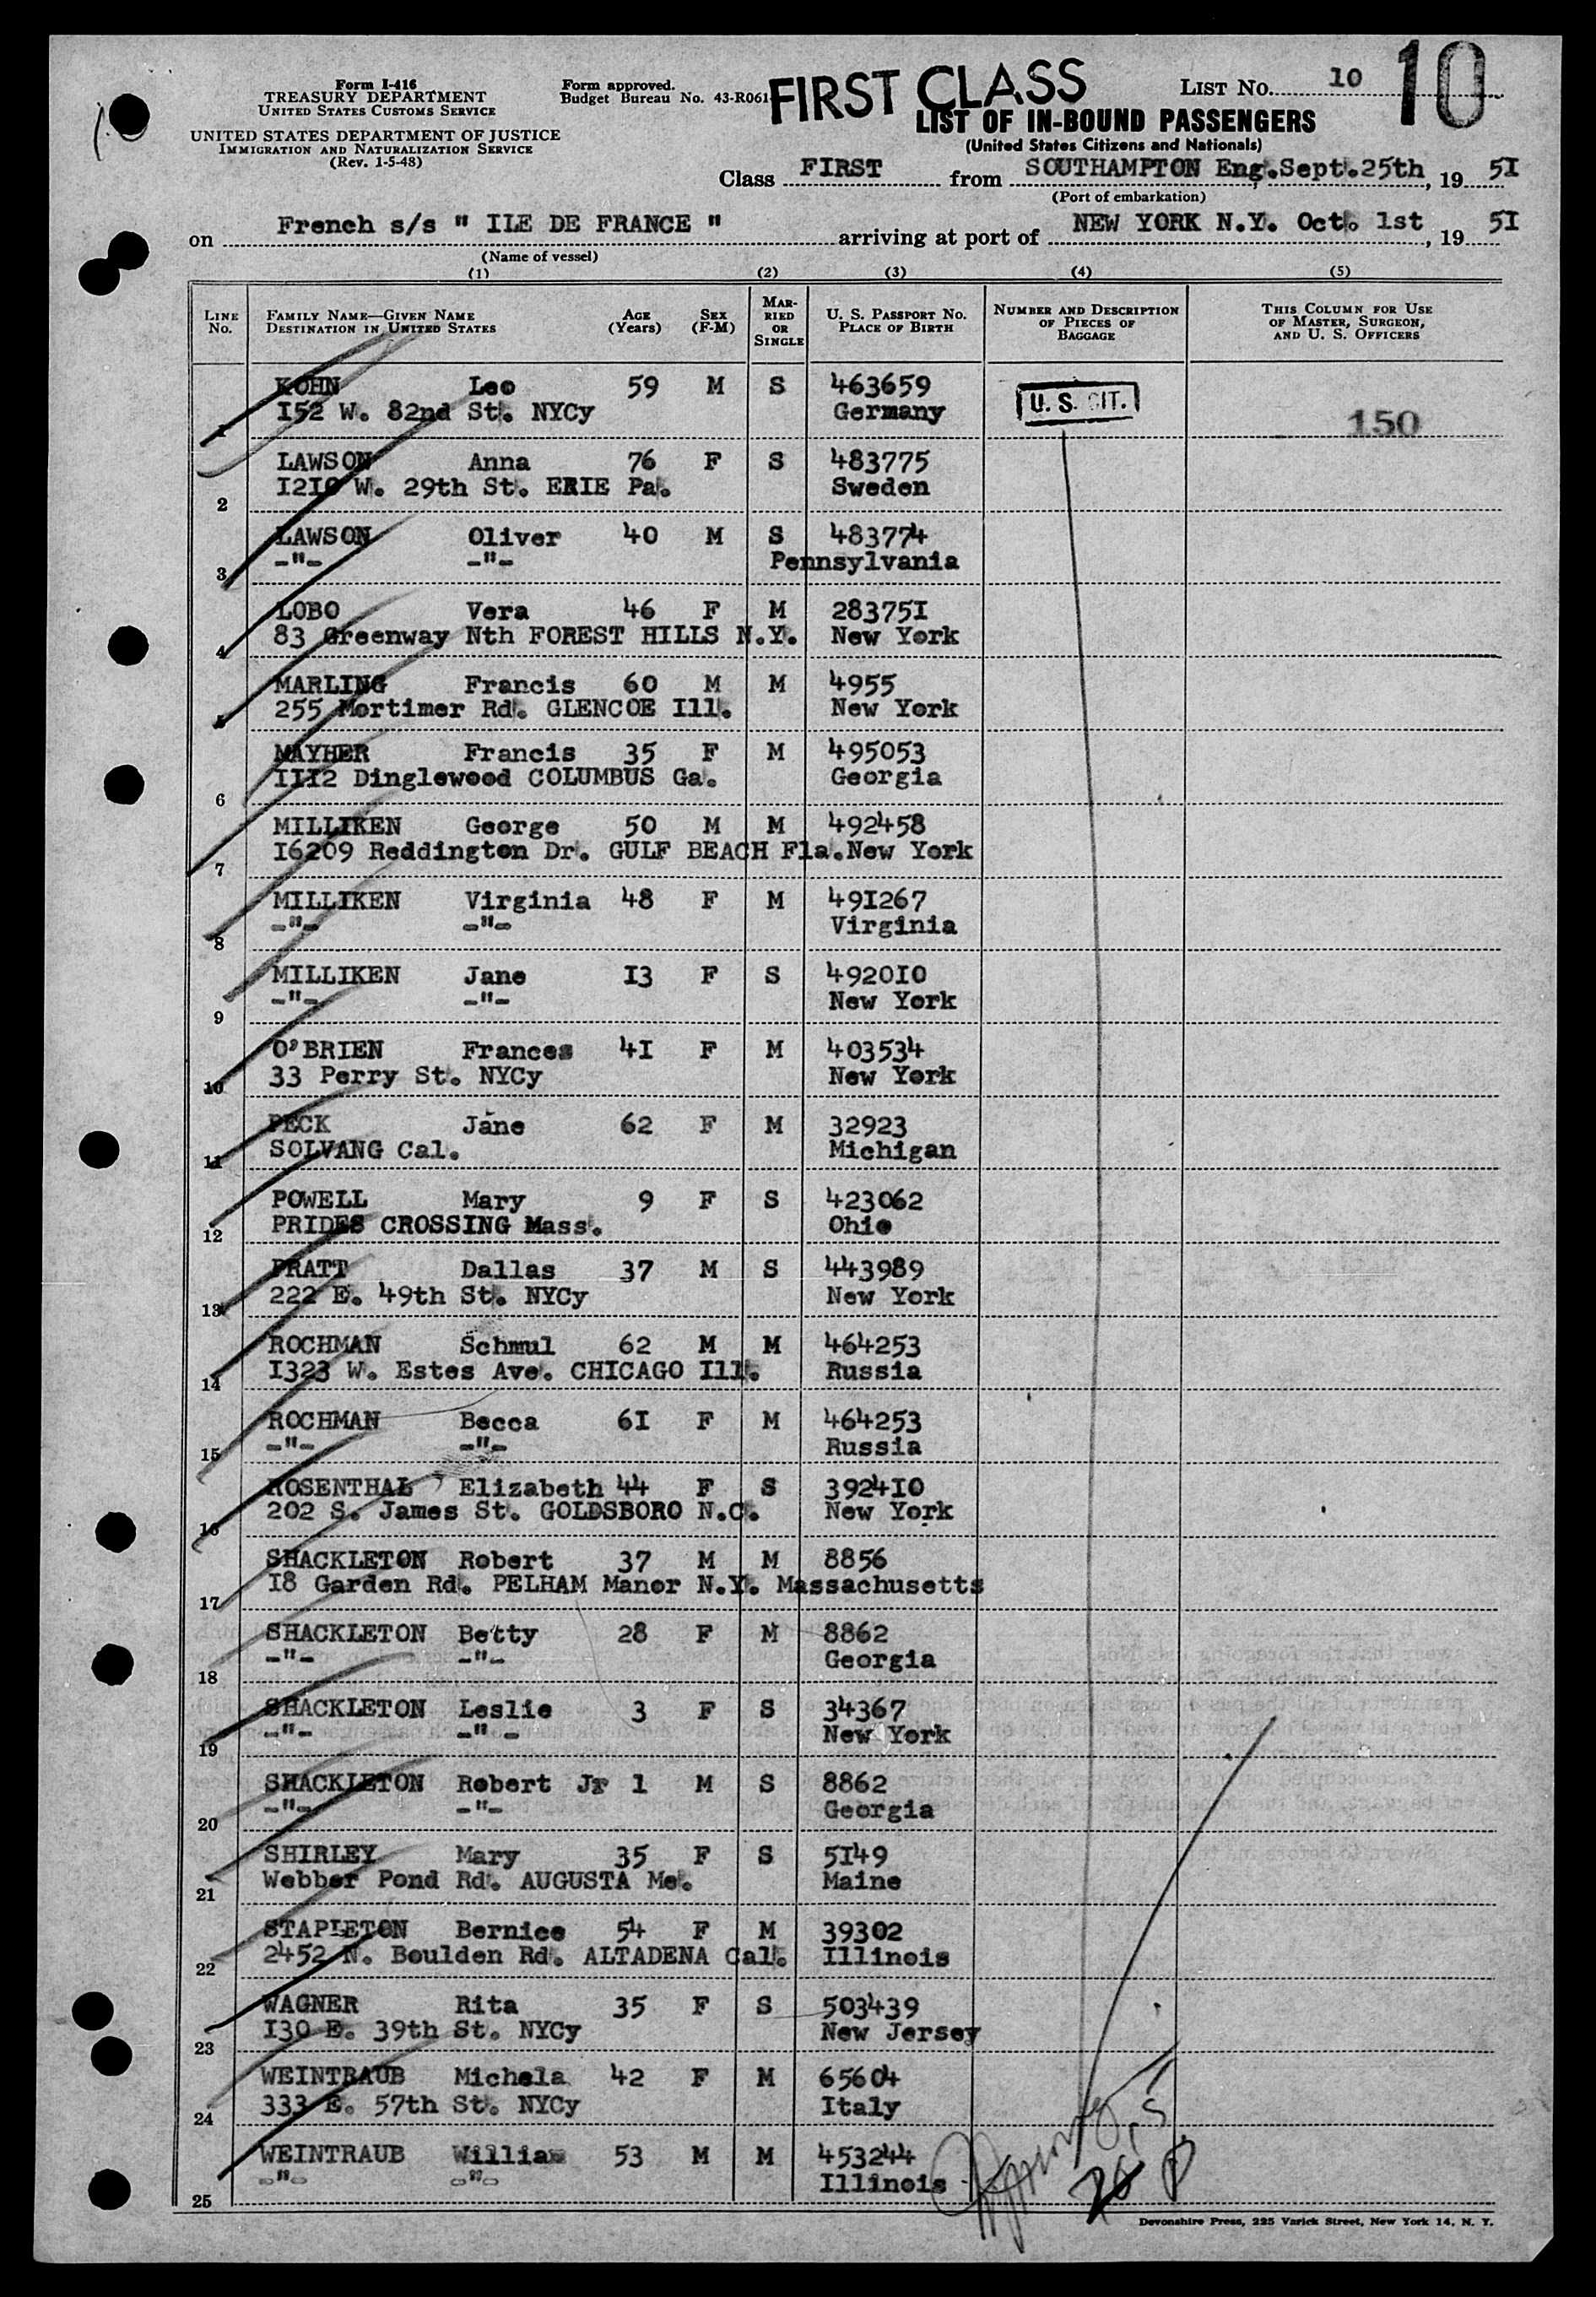 Form I-416
TREASURY DEPARTMENT
UNITED STATES CUSTOMS SERVICE
UNITED STATES DEPARTMENT OF JUSTICE
IMMIGRATION AND NATURALIZATION SERVICE
(Rev. 1-5-48)
Form approved.
Budget Bureau No. 43-R061
FIRST CLASS
LIST No. 10
10
LIST OF IN-BOUND PASSENGERS
(United States Citizens and Nationals)
Class FIRST from SOUTHAMPTON Eng. Sept. 25th, 19 5I
(Port of embarkation)
on French s/s " ILE DE FRANCE " arriving at port of NEW YORK N.Y. Oct. 1st, 19 5I
(Name of vessel)
(1) (2) (3) (4) (5)
LINE No. FAMILY NAME—GIVEN NAME DESTINATION IN UNITED STATES AGE (Years) SEX (F-M) MARRIED OR SINGLE U. S. PASSPORT No. PLACE OF BIRTH NUMBER AND DESCRIPTION OF PIECES OF BAGGAGE THIS COLUMN FOR USE OF MASTER, SURGEON, AND U. S. OFFICERS
KOHN Leo 59 M S 463659
1 I52 W. 82nd St. NYCy Germany U. S. CIT. 150
LAWSON Anna 76 F S 483775
2 I2I0 W. 29th St. ERIE Pa. Sweden
LAWSON Oliver 40 M S 483774
3 -"- -"- Pennsylvania
LOBO Vera 46 F M 28375I
4 83 Greenway Nth FOREST HILLS N.Y. New York
MARLING Francis 60 M M 4955
5 255 Mortimer Rd. GLENCOE Ill. New York
MAYHER Francis 35 F M 495053
6 III2 Dinglewood COLUMBUS Ga. Georgia
MILLIKEN George 50 M M 492458
7 I6209 Reddington Dr. GULF BEACH Fla. New York
MILLIKEN Virginia 48 F M 49I267
8 -"- -"- Virginia
MILLIKEN Jane I3 F S 4920I0
9 -"- -"- New York
O'BRIEN Frances 4I F M 403534
10 33 Perry St. NYCy New York
PECK Jane 62 F M 32923
11 SOLVANG Cal. Michigan
POWELL Mary 9 F S 423062
12 PRIDES CROSSING Mass. Ohio
PRATT Dallas 37 M S 443989
13 222 E. 49th St. NYCy New York
ROCHMAN Schmul 62 M M 464253
14 I323 W. Estes Ave. CHICAGO Ill. Russia
ROCHMAN Becca 6I F M 464253
15 -"- -"- Russia
ROSENTHAL Elizabeth 44 F S 3924I0
16 202 S. James St. GOLDSBORO N.C. New York
SHACKLETON Robert 37 M M 8856
17 I8 Garden Rd. PELHAM Manor N.Y. Massachusetts
SHACKLETON Betty 28 F M 8862
18 -"- -"- Georgia
SHACKLETON Leslie 3 F S 34367
19 -"- -"- New York
SHACKLETON Robert Jr 1 M S 8862
20 -"- -"- Georgia
SHIRLEY Mary 35 F S 5I49
21 Webber Pond Rd. AUGUSTA Me. Maine
STAPLETON Bernice 54 F M 39302
22 2452 N. Boulden Rd. ALTADENA Cal. Illinois
WAGNER Rita 35 F S 503439
23 I30 E. 39th St. NYCy New Jersey
WEINTRAUB Michela 42 F M 65604
24 333 E. 57th St. NYCy Italy
WEINTRAUB William 53 M M 453244
25 -"- -"- Illinois
Devonshire Press, 225 Varick Street, New York 14, N. Y.